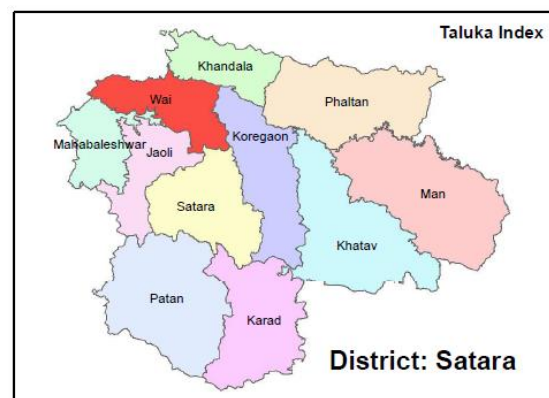 Taluka Index
Khandala
Wai
Phaltan
Mahabaleshwar
Jaoli
Koregaon
Man
Satara
Khatav
Patan
Karad
District: Satara